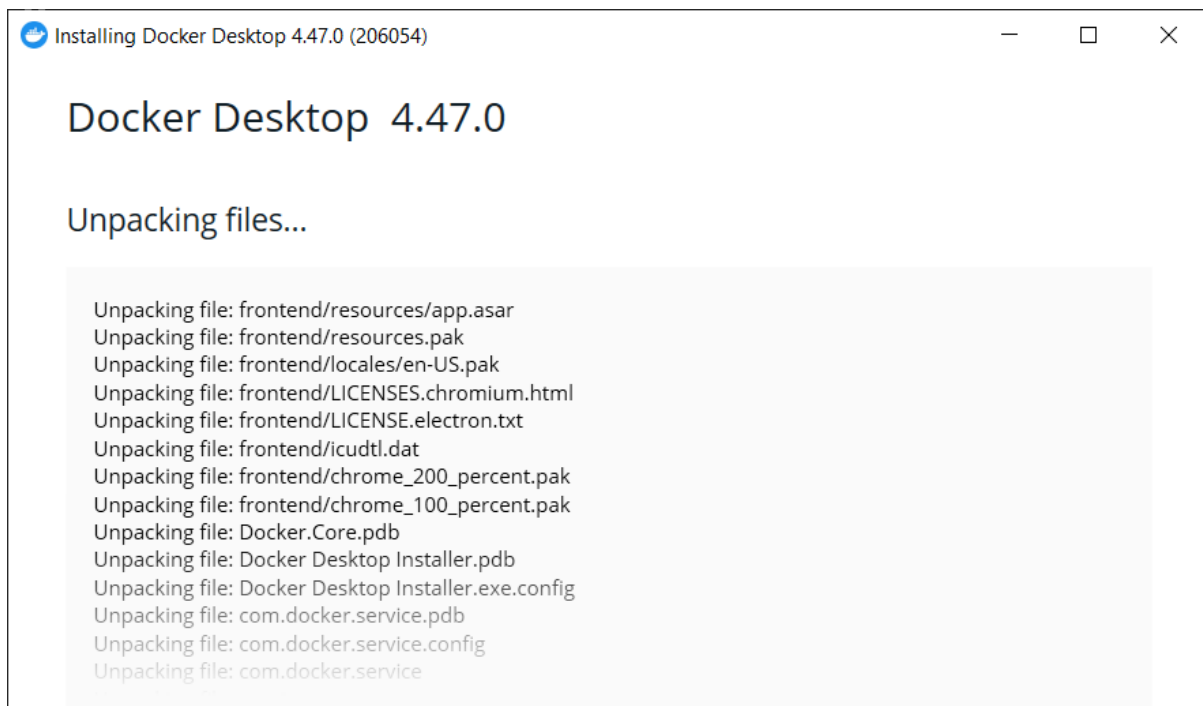 Installing Docker Desktop 4.47.0 (206054)
Docker Desktop 4.47.0
Unpacking files...
Unpacking file: frontend/resources/app.asar
Unpacking file: frontend/resources.pak
Unpacking file: frontend/locales/en-US.pak
Unpacking file: frontend/LICENSES.chromium.html
Unpacking file: frontend/LICENSE.electron.txt
Unpacking file: frontend/icudtl.dat
Unpacking file: frontend/chrome_200_percent.pak
Unpacking file: frontend/chrome_100_percent.pak
Unpacking file: Docker.Core.pdb
Unpacking file: Docker Desktop Installer.pdb
Unpacking file: Docker Desktop Installer.exe.config
Unpacking file: com.docker.service.pdb
Unpacking file: com.docker.service.config
Unpacking file: com.docker.service